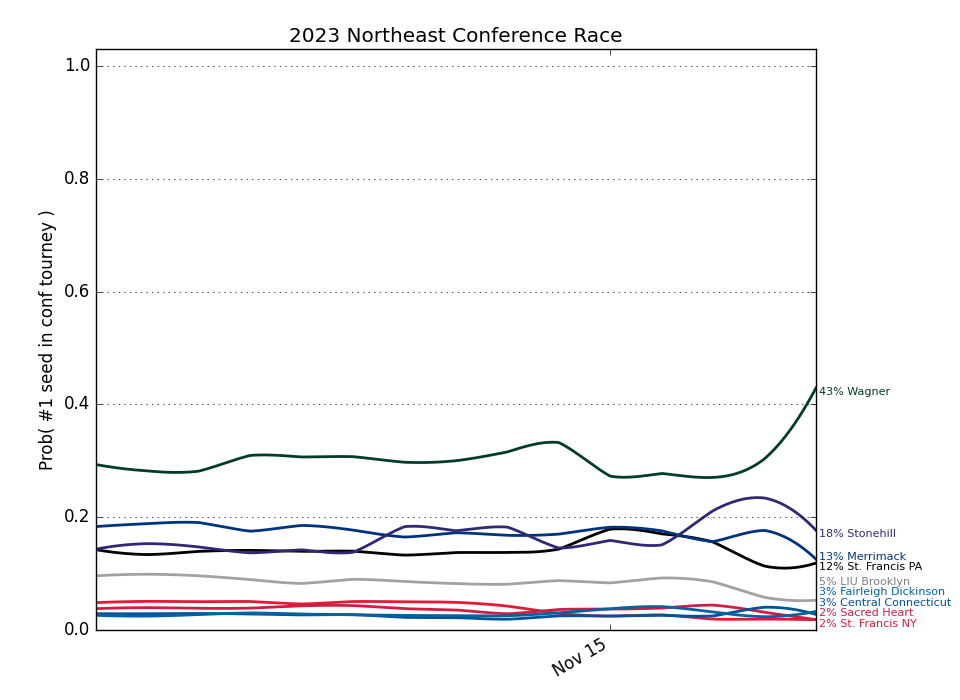 2023 Northeast Conference Race
Prob( #1 seed in conf tourney )
1.0
0.8
0.6
0.4
0.2
0.0
Nov 15
43% Wagner
18% Stonehill
13% Merrimack
12% St. Francis PA
5% LIU Brooklyn
3% Fairleigh Dickinson
3% Central Connecticut
2% Sacred Heart
2% St. Francis NY